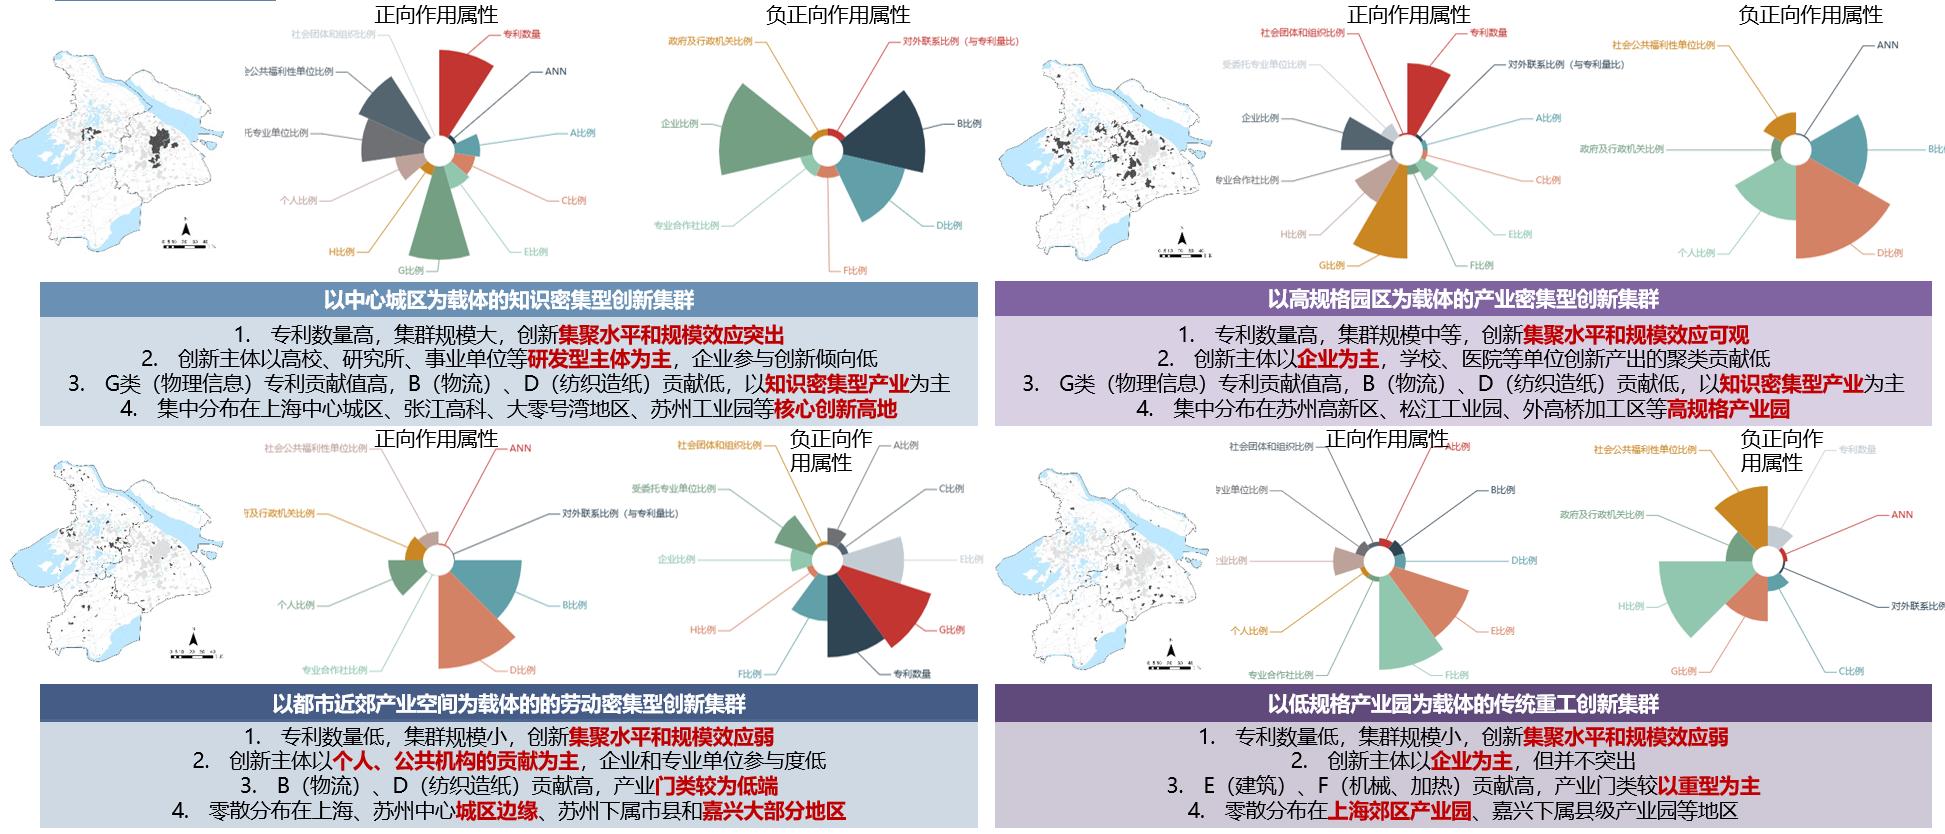 正向作用属性
社会团体和组织比例
专利数量
公共福利性单位比例
ANN
托专业单位比例
A比例
个人比例
C比例
H比例
E比例
G比例
负正向作用属性
政府及行政机关比例
对外联系比例（与专利量比）
企业比例
B比例
专业合作社比例
D比例
F比例
以中心城区为载体的知识密集型创新集群
1. 专利数量高，集群规模大，创新集聚水平和规模效应突出
2. 创新主体以高校、研究所、事业单位等研发型主体为主，企业参与创新倾向低
3. G类（物理信息）专利贡献值高，B（物流）、D（纺织造纸）贡献低，以知识密集型产业为主
4. 集中分布在上海中心城区、张江高科、大零号湾地区、苏州工业园等核心创新高地
正向作用属性
社会团体和组织比例
专利数量
受委托专业单位比例
对外联系比例（与专利量比）
企业比例
A比例
专业合作社比例
C比例
H比例
E比例
G比例
F比例
负正向作用属性
社会公共福利性单位比例
ANN
政府及行政机关比例
B比
个人比例
D比例
以高规格园区为载体的产业密集型创新集群
1. 专利数量高，集群规模中等，创新集聚水平和规模效应可观
2. 创新主体以企业为主，学校、医院等单位创新产出的聚类贡献低
3. G类（物理信息）专利贡献值高，B（物流）、D（纺织造纸）贡献低，以知识密集型产业为主
4. 集中分布在苏州高新区、松江工业园、外高桥加工区等高规格产业园
正向作用属性
社会公共福利性单位比例
ANN
府及行政机关比例
对外联系比例（与专利量比）
个人比例
B比例
专业合作社比例
D比例
负正向作
用属性
社会团体和组织比例
A比例
受委托专业单位比例
C比例
企业比例
E比例
H比例
G比例
F比例
专利数量
以都市近郊产业空间为载体的的劳动密集型创新集群
1. 专利数量低，集群规模小，创新集聚水平和规模效应弱
2. 创新主体以个人、公共机构的贡献为主，企业和专业单位参与度低
3. B（物流）、D（纺织造纸）贡献高，产业门类较为低端
4. 零散分布在上海、苏州中心城区边缘、苏州下属市县和嘉兴大部分地区
正向作用属性
社会团体和组织比例
A比例
专业单位比例
B比例
业比例
D比例
个人比例
E比例
专业合作社比例
F比例
负正向作
用属性
社会公共福利性单位比例
专利数量
政府及行政机关比例
ANN
H比例
对外联系比例
G比例
C比例
以低规格产业园为载体的传统重工创新集群
1. 专利数量低，集群规模小，创新集聚水平和规模效应弱
2. 创新主体以企业为主，但并不突出
3. E（建筑）、F（机械、加热）贡献高，产业门类较以重型为主
4. 零散分布在上海郊区产业园、嘉兴下属县级产业园等地区